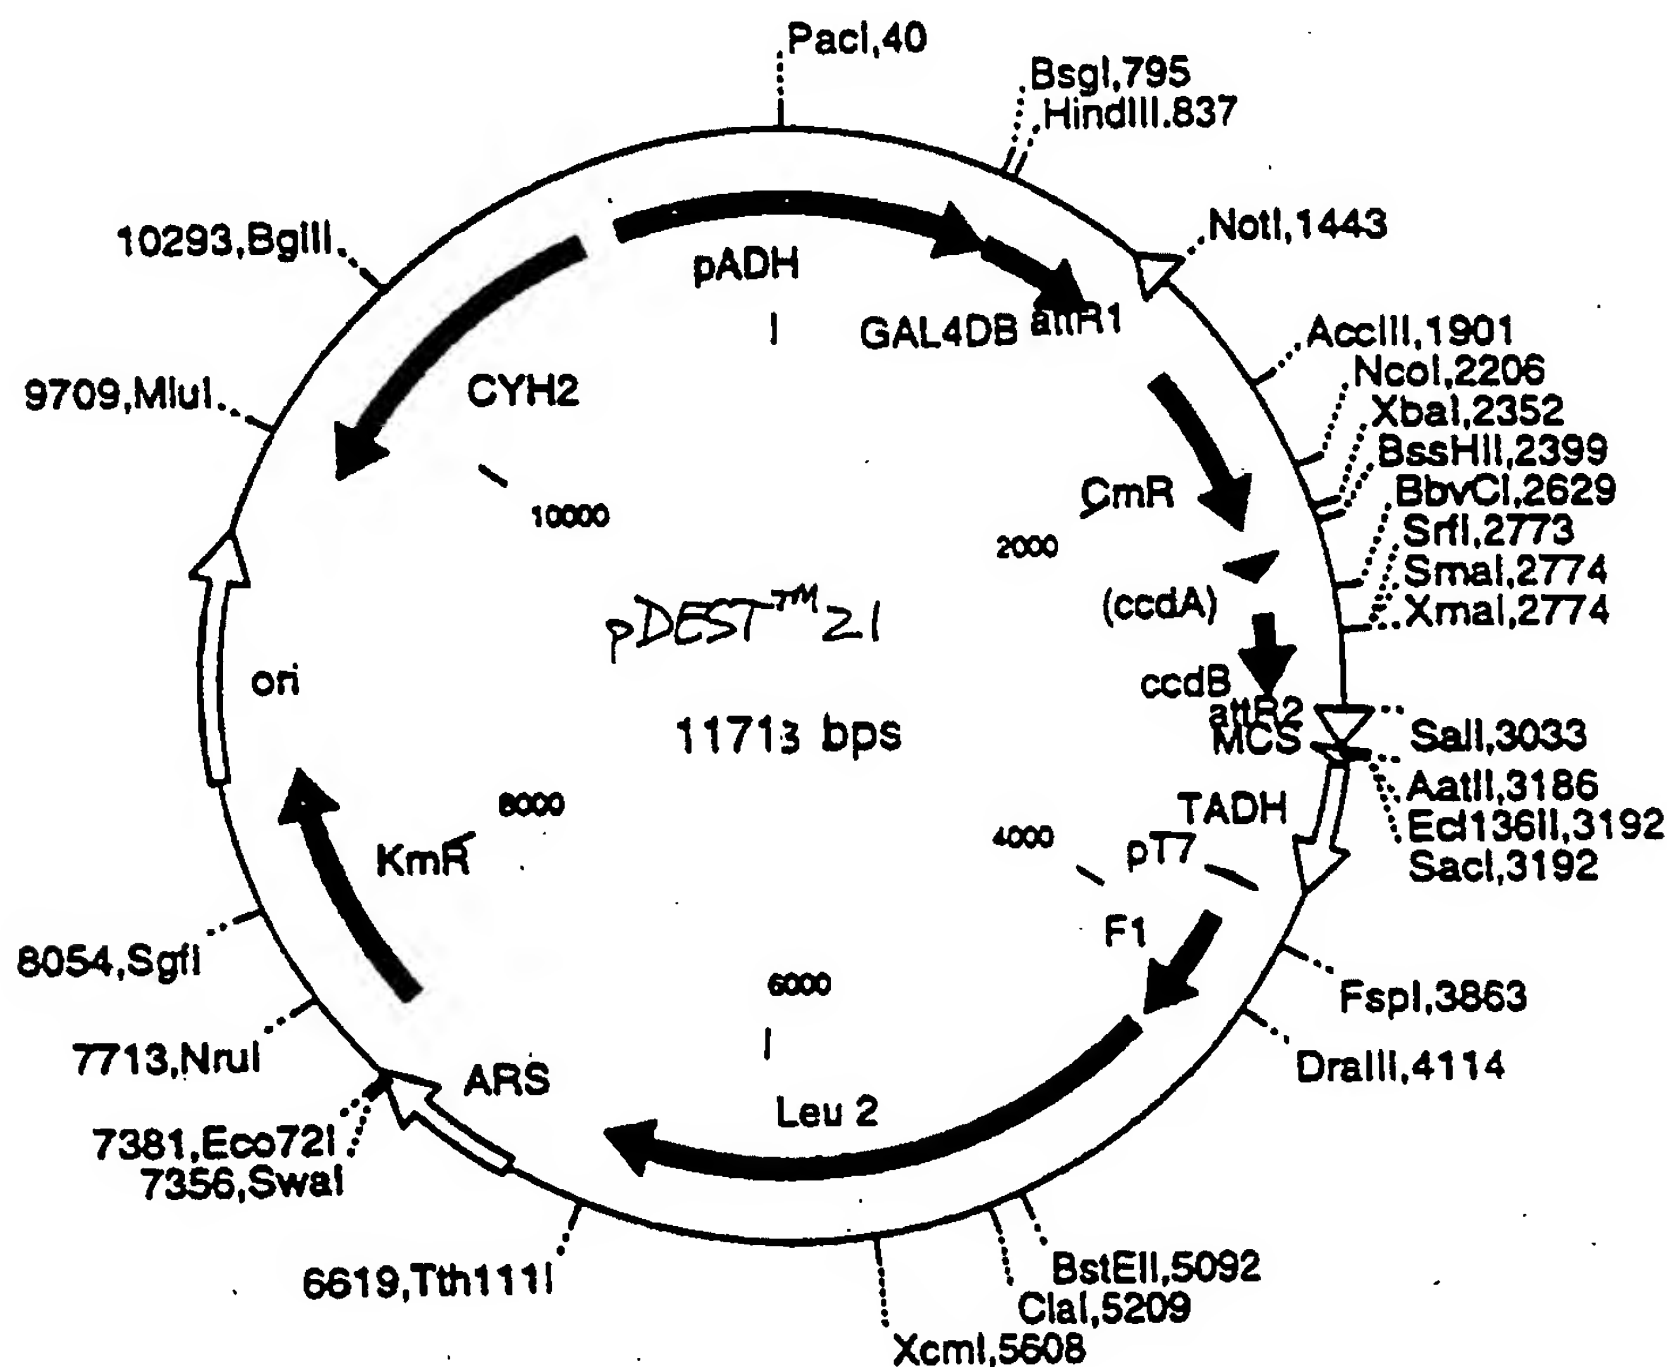 PacI,40
BsgI,795
HindIII.837
NotI,1443
10293,BglII
pADH
GAL4DB
attR1
AccIII,1901
NcoI,2206
XbaI,2352
BssHII,2399
BbvCI,2629
SrfI,2773
SmaI,2774
XmaI,2774
9709,MluI
CYH2
10000
CmR
2000
(ccdA)
pDEST™21
ori
ccdB
attR2
MCS
11713 bps
SalI,3033
AatII,3186
Ecl136II,3192
SacI,3192
TADH
8000
KmR
4000
pT7
F1
8054,SgfI
6000
FspI,3863
7713,NruI
DraIII,4114
ARS
Leu 2
7381,Eco72I
7356,SwaI
6619,Tth111I
BstEII,5092
ClaI,5209
XcmI,5608